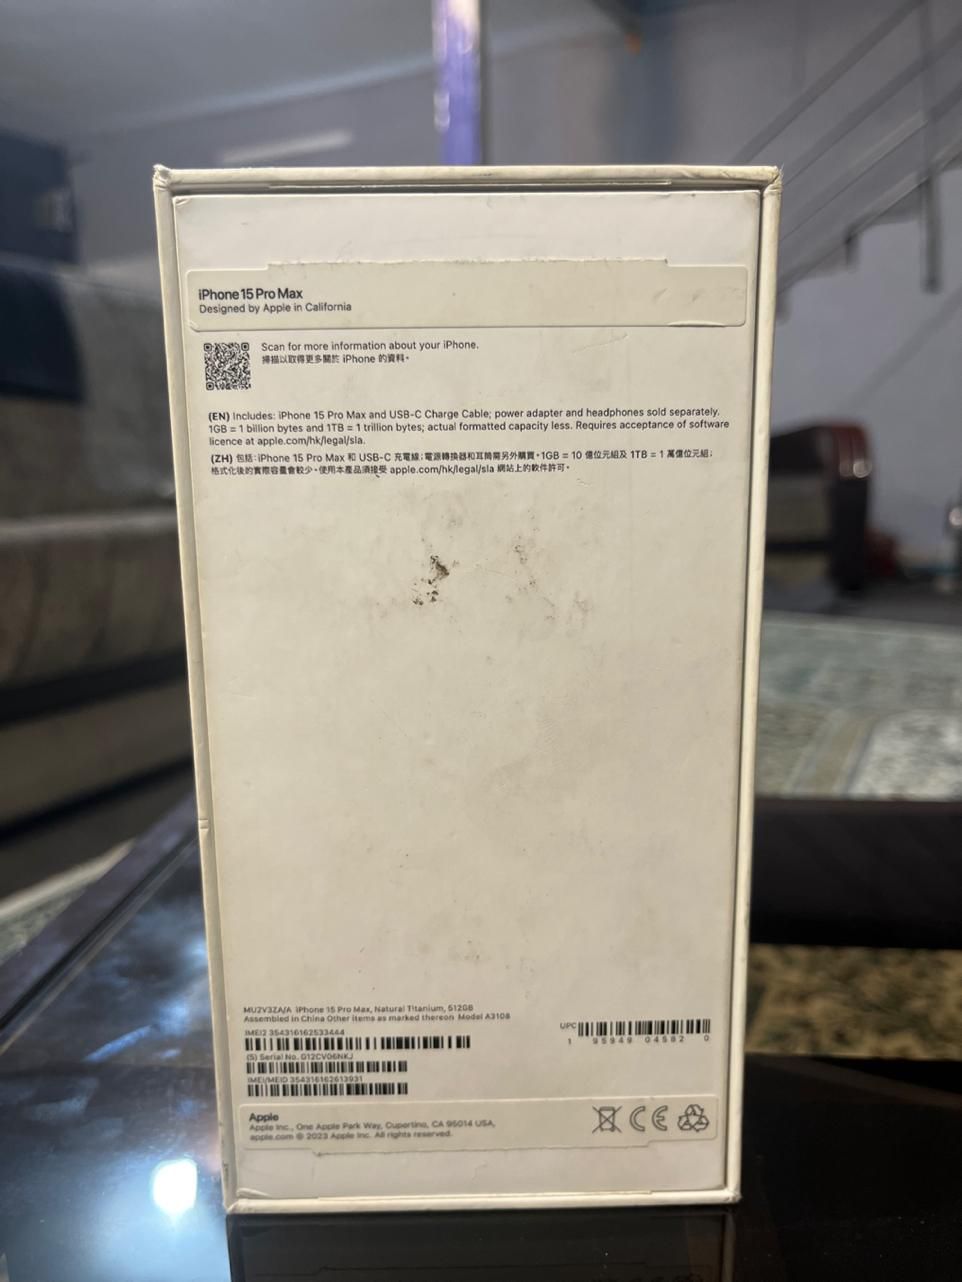 iPhone 15 Pro Max
Designed by Apple in California
Scan for more information about your iPhone.
掃描以取得更多關於 iPhone 的資料。
(EN) Includes: iPhone 15 Pro Max and USB-C Charge Cable; power adapter and headphones sold separately.
1GB = 1 billion bytes and 1TB = 1 trillion bytes; actual formatted capacity less. Requires acceptance of software
licence at apple.com/hk/legal/sla.
(ZH) 包括：iPhone 15 Pro Max 和 USB-C 充電線；電源轉換器和耳筒需另外購買。1GB = 10 億位元組及 1TB = 1 萬億位元組；
格式化後的實際容量會較少。使用本產品須接受 apple.com/hk/legal/sla 網站上的軟件許可。
MU2V3ZA/A iPhone 15 Pro Max, Natural Titanium, 512GB
Assembled in China Other items as marked thereon Model A3108
IMEI2 354316162533444
(S) Serial No. G12CV06NKJ
IMEI/MEID 354316162613931
UPC
1 95949 04582 0
Apple
Apple Inc., One Apple Park Way, Cupertino, CA 95014 USA,
apple.com © 2023 Apple Inc. All rights reserved.
CE